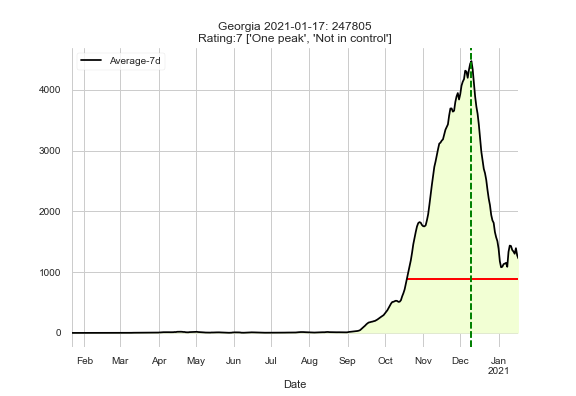 Georgia 2021-01-17: 247805
Rating:7 ['One peak', 'Not in control']
Average-7d
4000
3000
2000
1000
0
Feb Mar Apr May Jun Jul Aug Sep Oct Nov Dec Jan
2021
Date